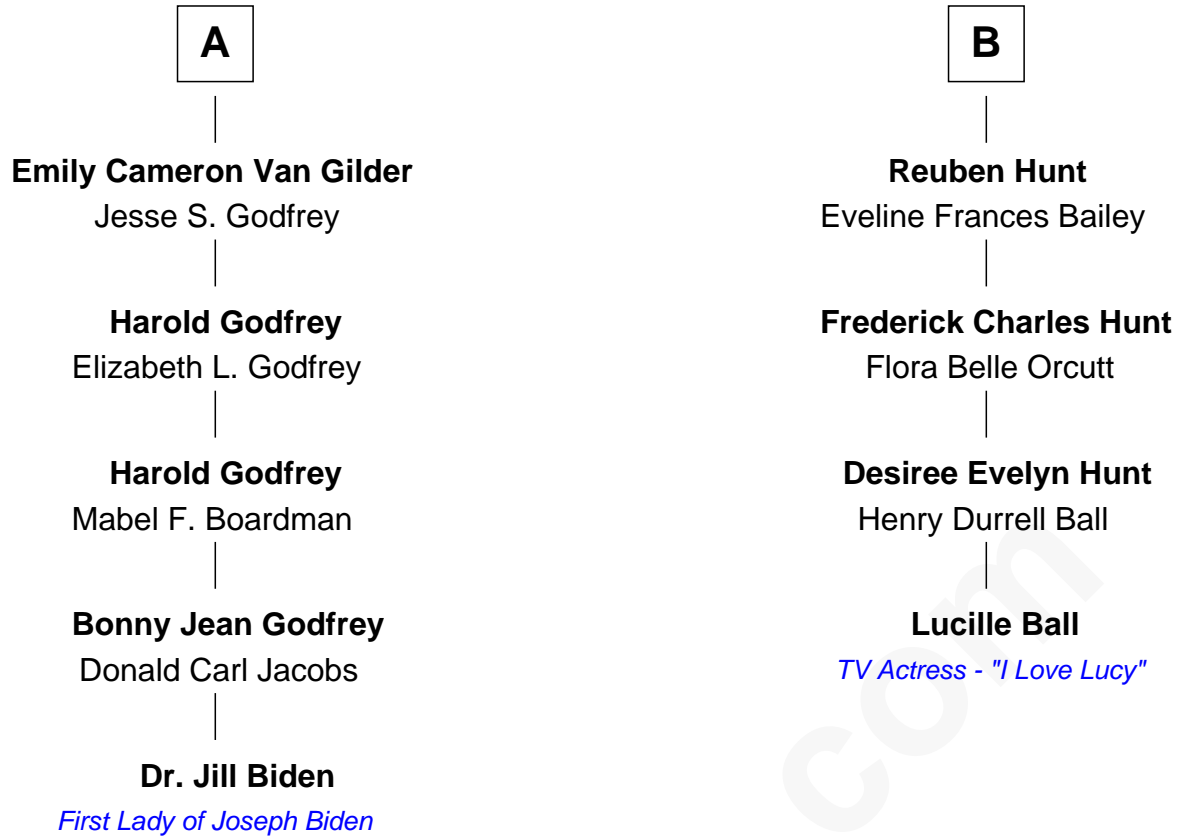 A
Emily Cameron Van Gilder
Jesse S. Godfrey
Harold Godfrey
Elizabeth L. Godfrey
Harold Godfrey
Mabel F. Boardman
Bonny Jean Godfrey
Donald Carl Jacobs
Dr. Jill Biden
First Lady of Joseph Biden
B
Reuben Hunt
Eveline Frances Bailey
Frederick Charles Hunt
Flora Belle Orcutt
Desiree Evelyn Hunt
Henry Durrell Ball
Lucille Ball
TV Actress - "I Love Lucy"
com